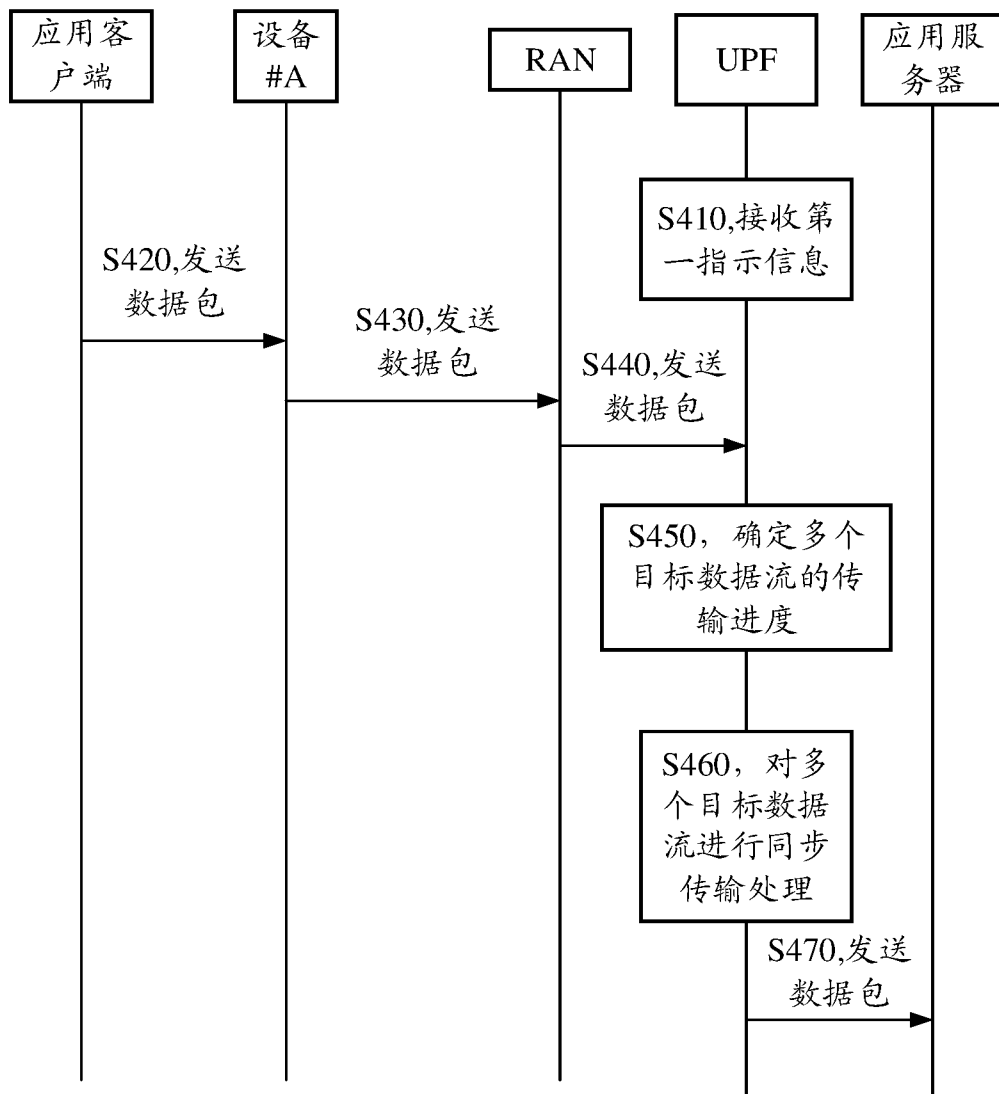 应用客
户端
设备
#A
RAN
UPF
应用服
务器
S410,接收第
一指示信息
S420,发送
数据包
S430,发送
数据包
S440,发送
数据包
S450，确定多个
目标数据流的传
输进度
S460，对多
个目标数据
流进行同步
传输处理
S470,发送
数据包